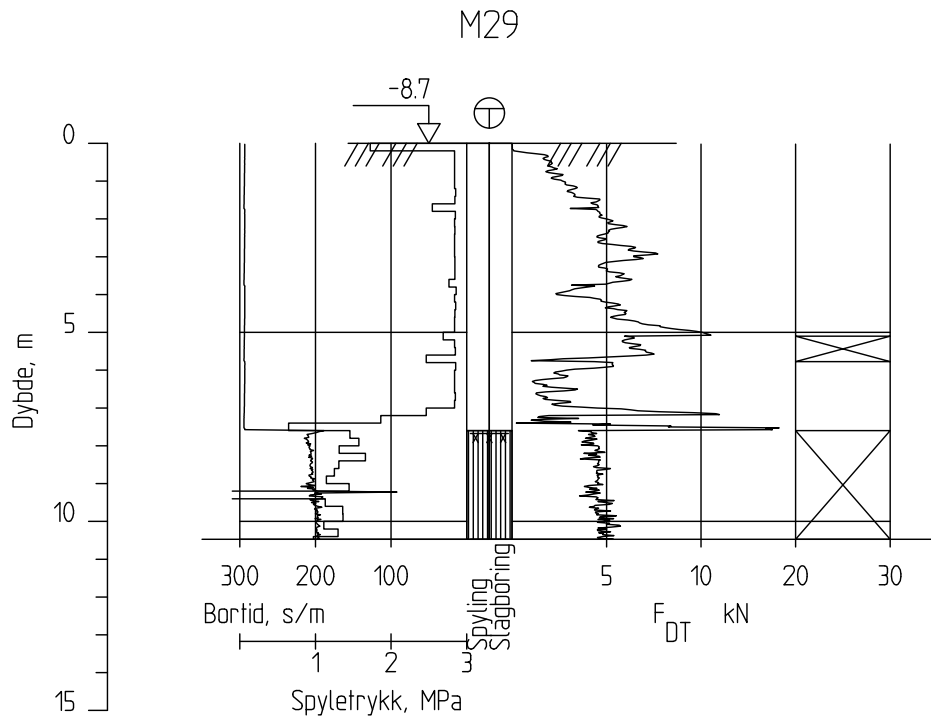 M29
-8.7
0
5
10
15
Dybde, m
300 200 100 5 10 20 30
Bortid, s/m
Spyling
Slagboring
F DT kN
1 2 3
Spyletrykk, MPa